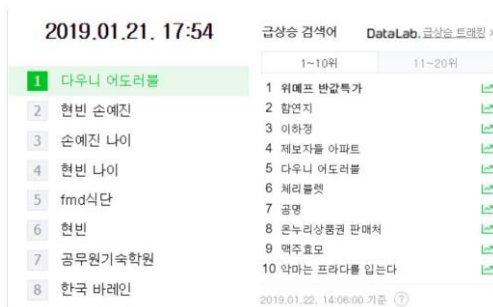 2019.01.21. 17:54
1 다우니 어도러블
2 현빈 손예진
3 손예진 나이
4 현빈 나이
5 fmd식단
6 현빈
7 공무원기숙학원
8 한국 바레인
급상승 검색어 DataLab. 급상승 트래킹 >
1~10위 11~20위
1 위메프 반값특가
2 함연지
3 이하정
4 제보자들 아파트
5 다우니 어도러블
6 체리블렛
7 공명
8 온누리상품권 판매처
9 맥주효모
10 악마는 프라다를 입는다
2019.01.22. 14:06:00 기준 ?